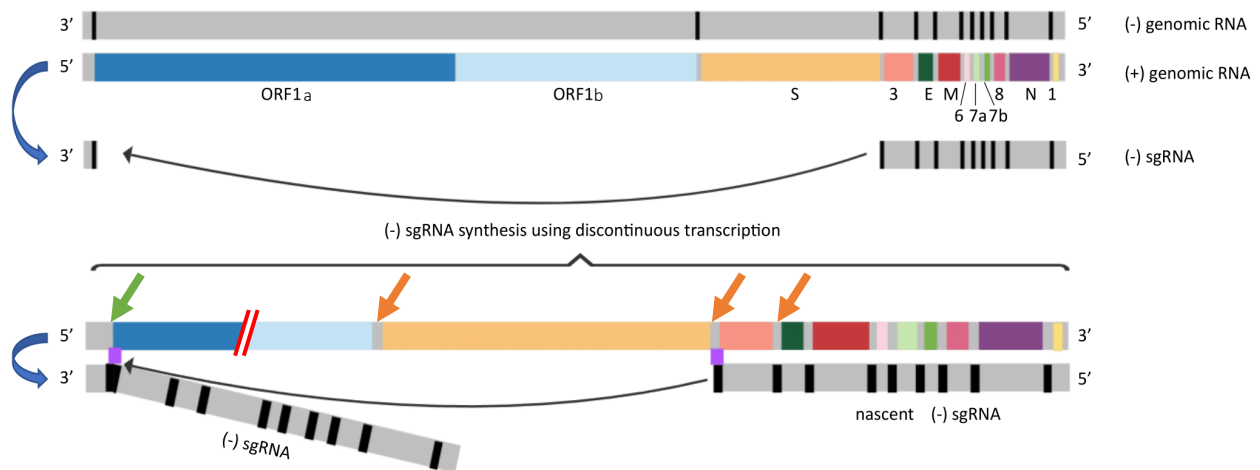 3’ 5’ (-) genomic RNA
5’ 3’ (+) genomic RNA
ORF1a ORF1b S 3 E M 8 N 1
6 7a 7b
3’ 5’ (-) sgRNA
(-) sgRNA synthesis using discontinuous transcription
5’ 3’
3’ 5’
nascent (-) sgRNA
(-) sgRNA